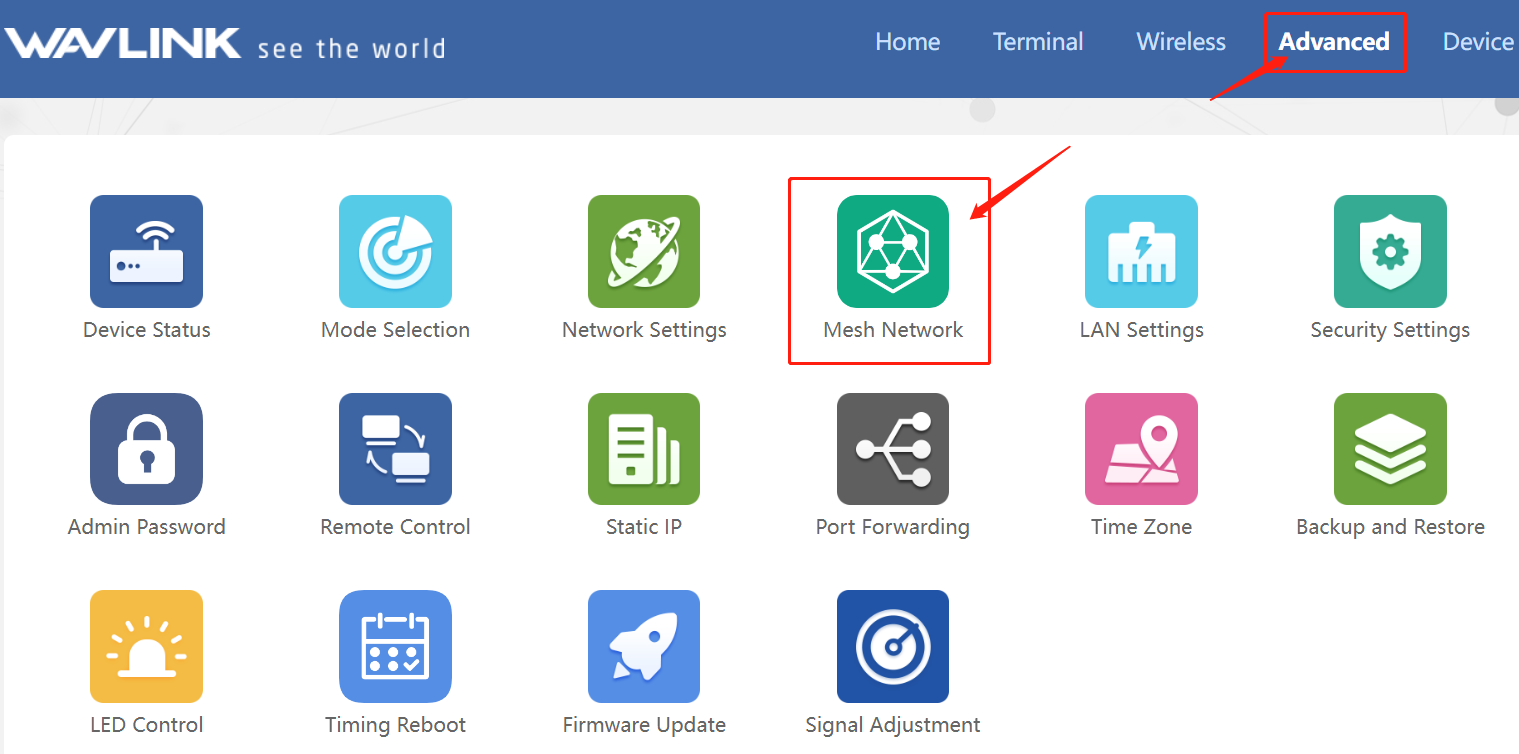 WAVLINK see the world
Home Terminal Wireless Advanced Device
Device Status Mode Selection Network Settings Mesh Network LAN Settings Security Settings
Admin Password Remote Control Static IP Port Forwarding Time Zone Backup and Restore
LED Control Timing Reboot Firmware Update Signal Adjustment